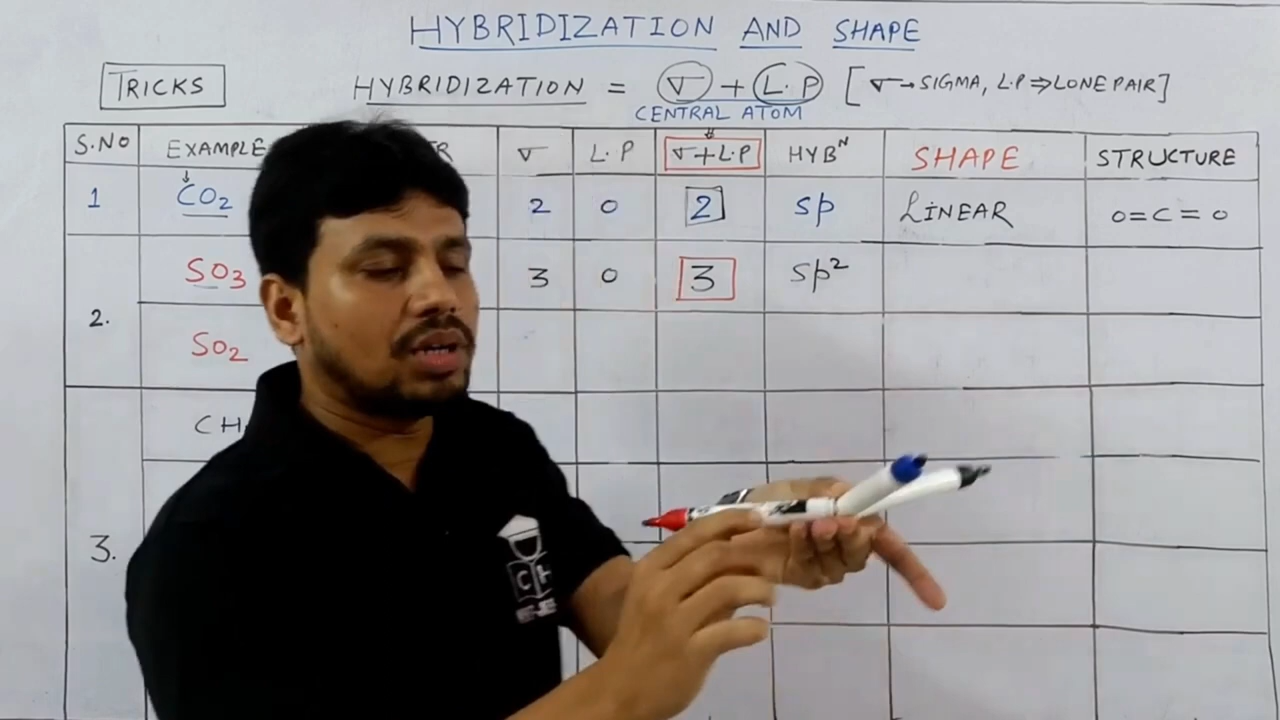 HYBRIDIZATION AND SHAPE
TRICKS HYBRIDIZATION = σ + L.P [σ→SIGMA, L.P⇒LONE PAIR]
CENTRAL ATOM
S.NO EXAMPLE σ L.P σ+L.P HYBᴺ SHAPE STRUCTURE
1 CO₂ 2 0 2 sp LINEAR O=C=O
2. SO₃ 3 0 3 sp²
SO₂
3.